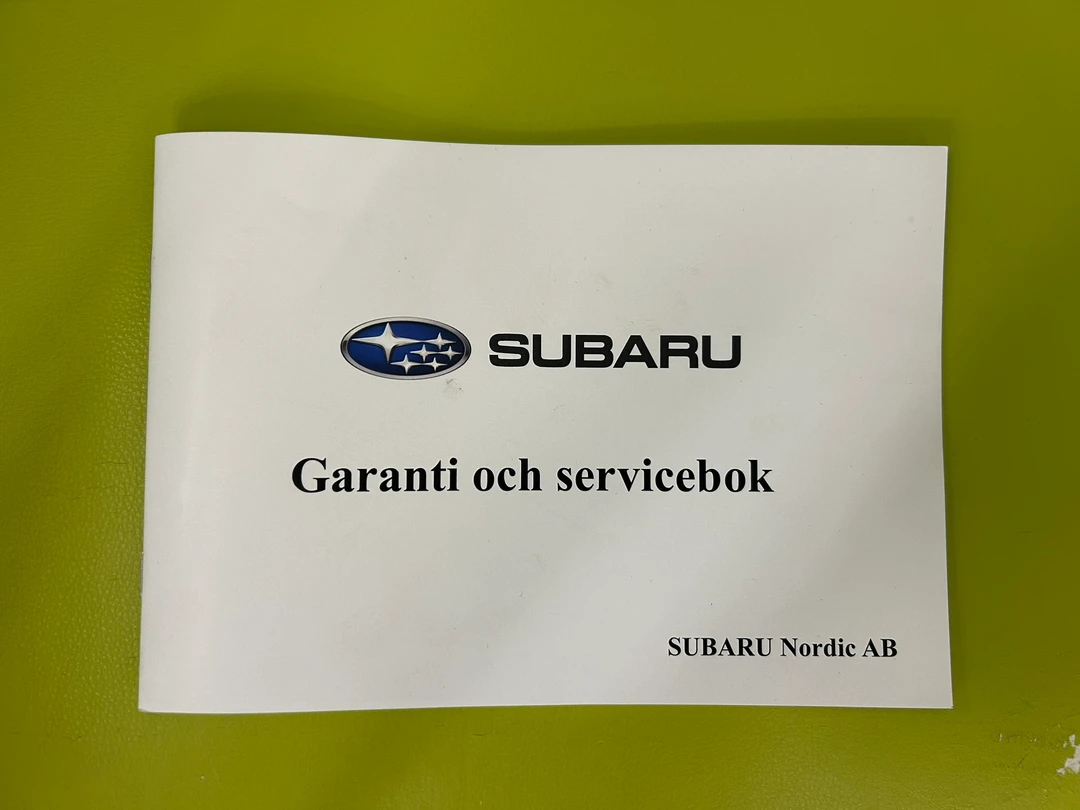 SUBARU
Garanti och servicebok
SUBARU Nordic AB